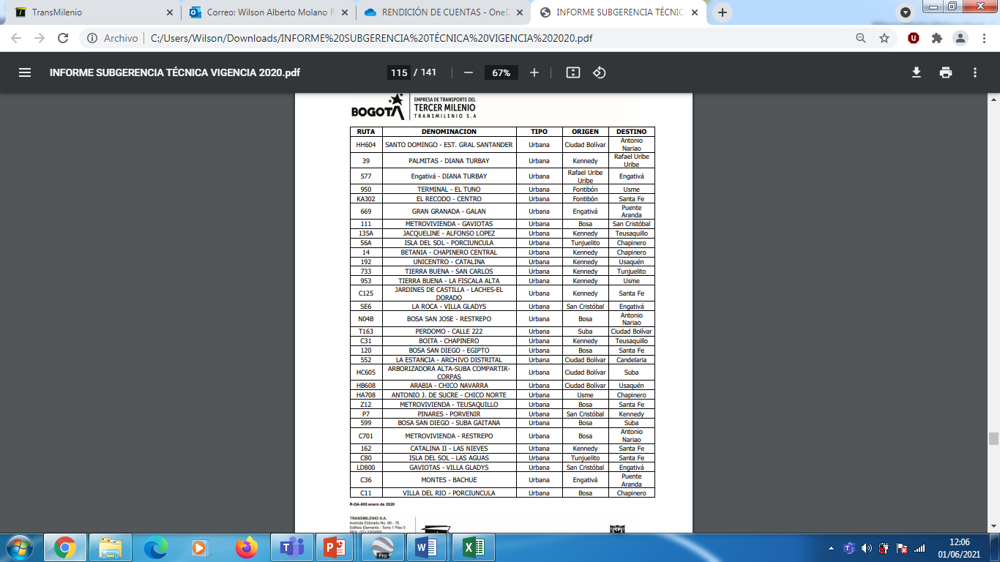 TransMilenio
Correo: Wilson Alberto Molano R
RENDICIÓN DE CUENTAS - OneD
INFORME SUBGERENCIA TÉCNIC
Archivo C:/Users/Wilson/Downloads/INFORME%20SUBGERENCIA%20TÉCNICA%20VIGENCIA%202020.pdf
INFORME SUBGERENCIA TÉCNICA VIGENCIA 2020.pdf 115 / 141 67%
BOGOTA
EMPRESA DE TRANSPORTE DEL
TERCER MILENIO
TRANSMILENIO S.A
RUTA DENOMINACION TIPO ORIGEN DESTINO
HH604 SANTO DOMINGO - EST. GRAL SANTANDER Urbana Ciudad Bolívar Antonio Nariao
39 PALMITAS - DIANA TURBAY Urbana Kennedy Rafael Uribe Uribe
577 Engativá - DIANA TURBAY Urbana Rafael Uribe Uribe Engativá
950 TERMINAL - EL TUNO Urbana Fontibón Usme
KA302 EL RECODO - CENTRO Urbana Fontibón Santa Fe
669 GRAN GRANADA - GALAN Urbana Engativá Puente Aranda
111 METROVIVIENDA - GAVIOTAS Urbana Bosa San Cristóbal
135A JACQUELINE - ALFONSO LOPEZ Urbana Kennedy Teusaquillo
56A ISLA DEL SOL - PORCIUNCULA Urbana Tunjuelito Chapinero
14 BETANIA - CHAPINERO CENTRAL Urbana Kennedy Chapinero
192 UNICENTRO - CATALINA Urbana Kennedy Usaquén
733 TIERRA BUENA - SAN CARLOS Urbana Kennedy Tunjuelito
953 TIERRA BUENA - LA FISCALA ALTA Urbana Kennedy Usme
C125 JARDINES DE CASTILLA - LACHES-EL DORADO Urbana Kennedy Santa Fe
SE6 LA ROCA - VILLA GLADYS Urbana San Cristóbal Engativá
N04B BOSA SAN JOSE - RESTREPO Urbana Bosa Antonio Nariao
T163 PERDOMO - CALLE 222 Urbana Suba Ciudad Bolívar
C31 BOITA - CHAPINERO Urbana Kennedy Teusaquillo
120 BOSA SAN DIEGO - EGIPTO Urbana Bosa Santa Fe
552 LA ESTANCIA - ARCHIVO DISTRITAL Urbana Ciudad Bolívar Candelaria
HC605 ARBORIZADORA ALTA-SUBA COMPARTIR-CORPAS Urbana Ciudad Bolívar Suba
HB608 ARABIA - CHICO NAVARRA Urbana Ciudad Bolívar Usaquén
HA708 ANTONIO J. DE SUCRE - CHICO NORTE Urbana Usme Chapinero
Z12 METROVIVIENDA - TEUSAQUILLO Urbana Bosa Santa Fe
P7 PINARES - PORVENIR Urbana San Cristóbal Kennedy
599 BOSA SAN DIEGO - SUBA GAITANA Urbana Bosa Suba
C701 METROVIVIENDA - RESTREPO Urbana Bosa Antonio Nariao
162 CATALINA II - LAS NIEVES Urbana Kennedy Santa Fe
C80 ISLA DEL SOL - LAS AGUAS Urbana Tunjuelito Santa Fe
LD800 GAVIOTAS - VILLA GLADYS Urbana San Cristóbal Engativá
C36 MONTES - BACHUE Urbana Engativá Puente Aranda
C11 VILLA DEL RIO - PORCIUNCULA Urbana Bosa Chapinero
R-DA-005 enero de 2020
TRANSMILENIO S.A.
Avenida Eldorado No. 69 - 76
Edificio Elemento - Torre 1 Piso 5
Pro
12:06
01/06/2021